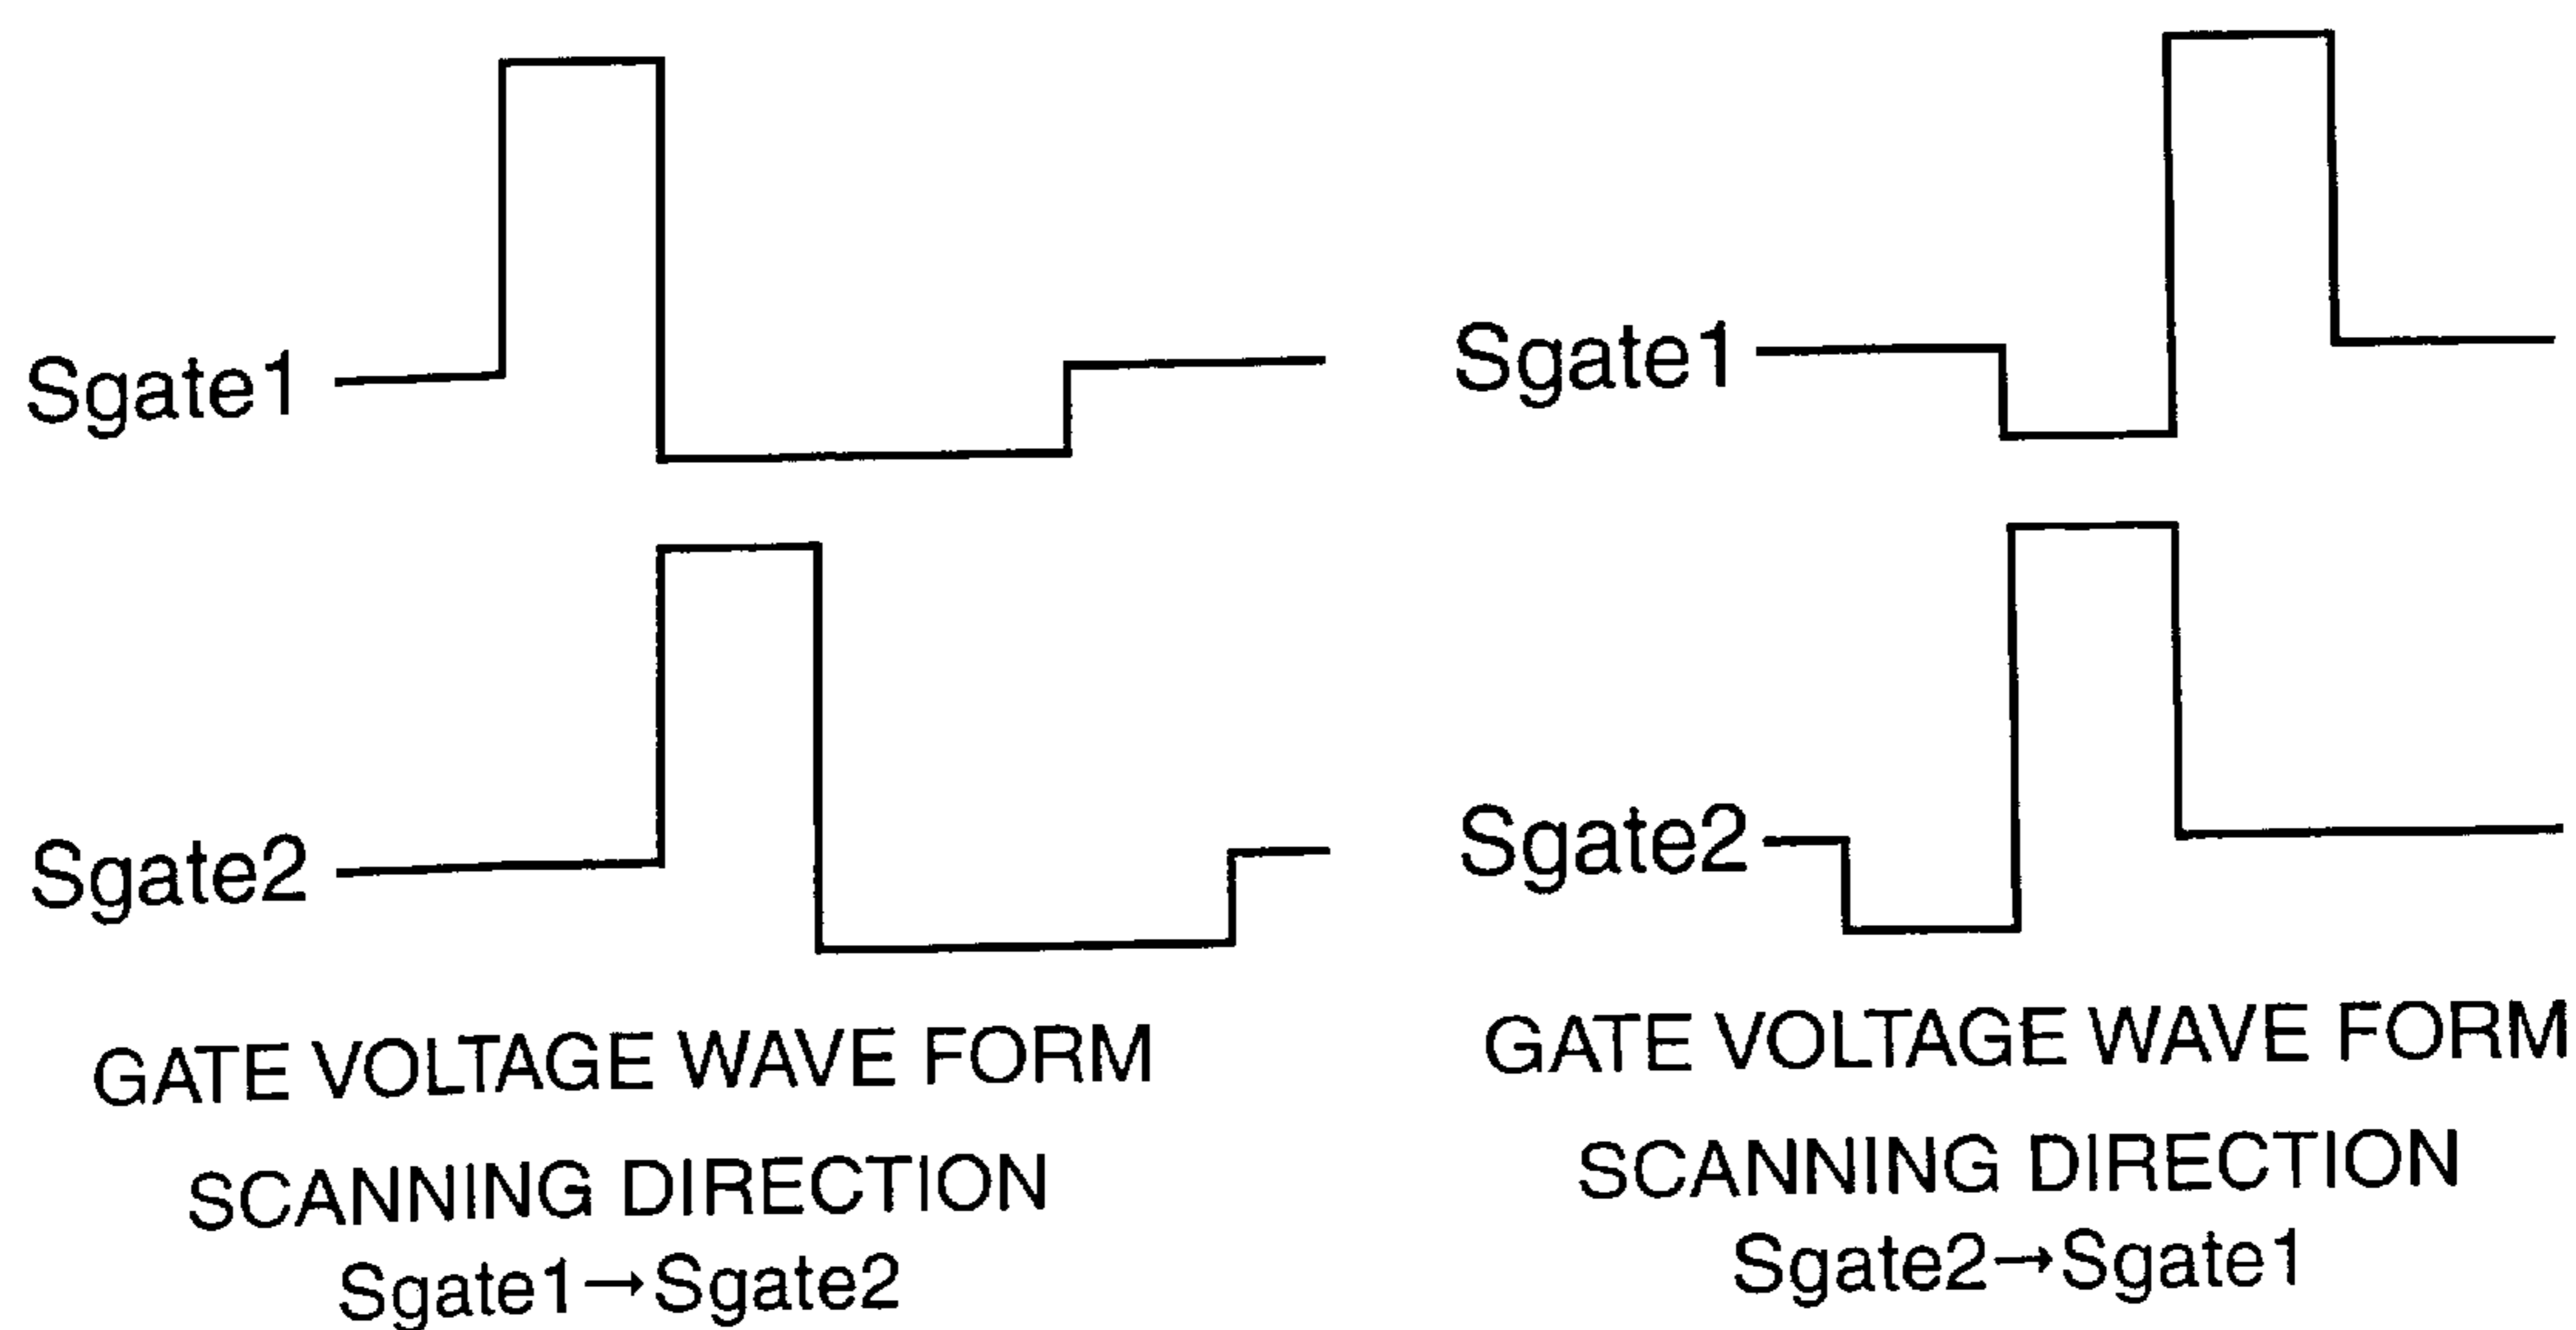 Sgate1
Sgate2
GATE VOLTAGE WAVE FORM
SCANNING DIRECTION
Sgate1→Sgate2
Sgate1
Sgate2
GATE VOLTAGE WAVE FORM
SCANNING DIRECTION
Sgate2→Sgate1